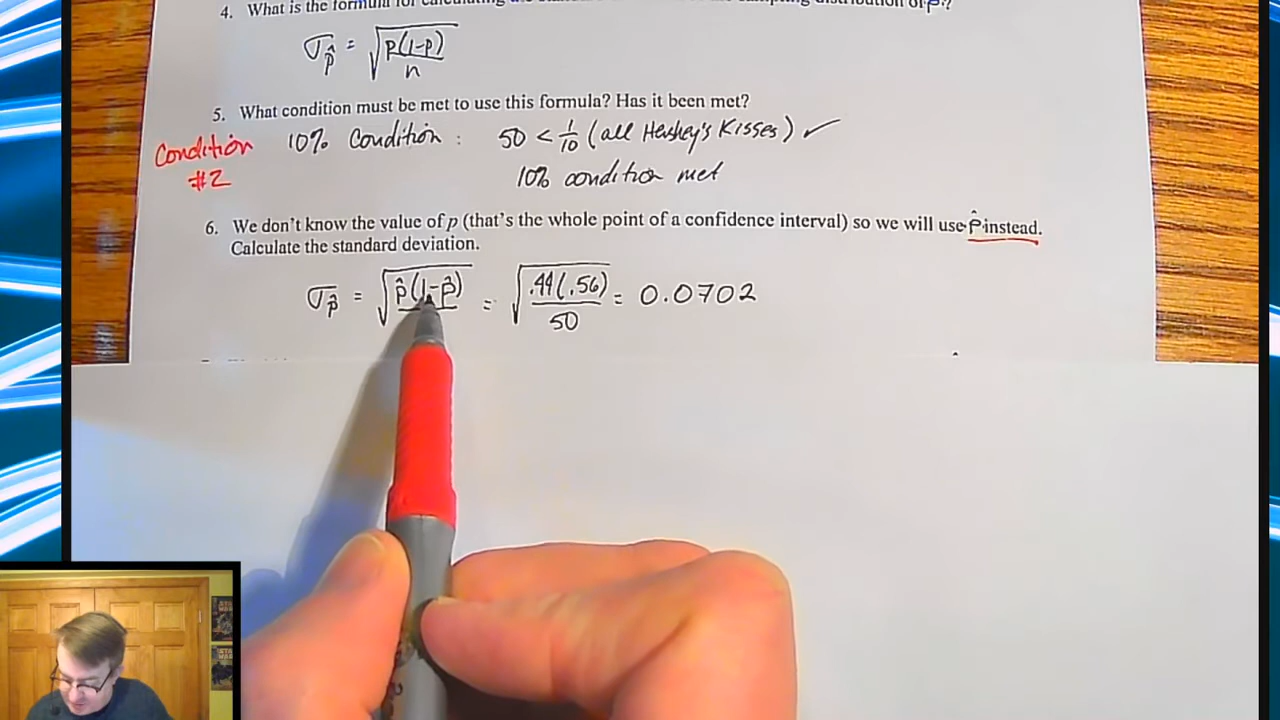 4. What is the formula for calculating the standard
of p̂?
σp̂ = √(p(1-p)/n)
5. What condition must be met to use this formula? Has it been met?
Condition #2
10% Condition : 50 < 1/10 (all Hershey's Kisses) ✓
10% condition met
6. We don't know the value of p (that's the whole point of a confidence interval) so we will use p̂ instead.
Calculate the standard deviation.
σp̂ = √(p̂(1-p̂) = √(.44(.56)/50) = 0.0702